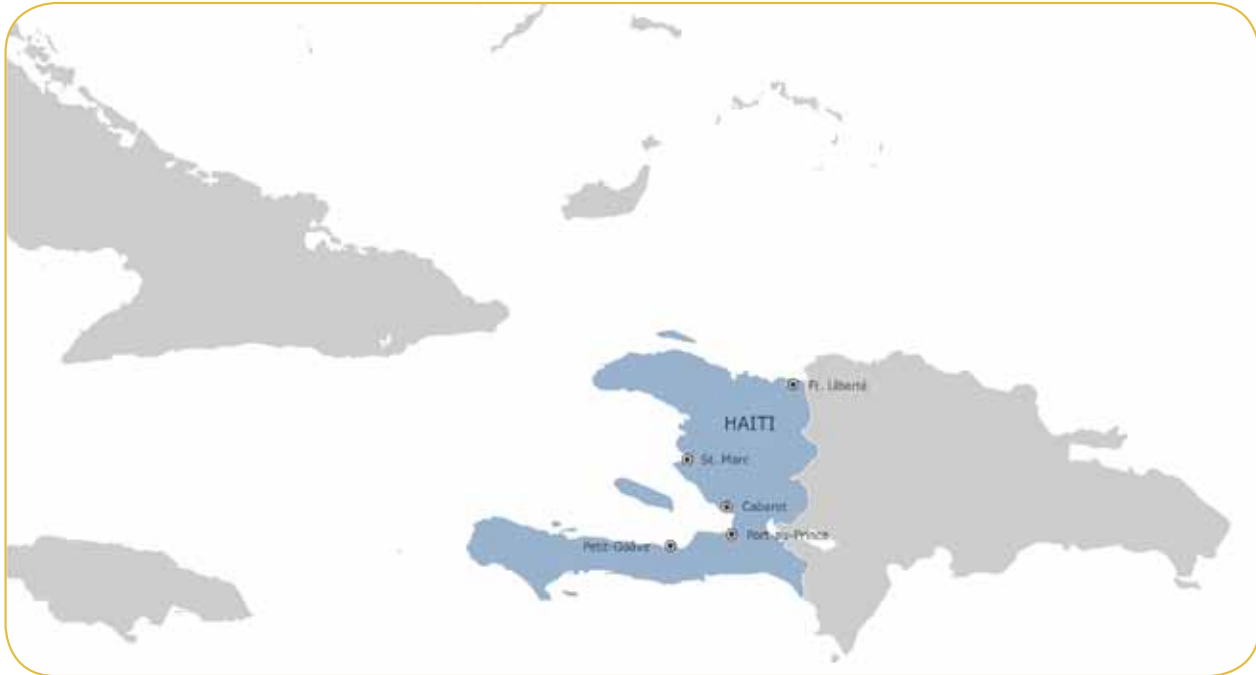 Ft. Liberté
HAITI
St. Marc
Cabaret
Port-au-Prince
Petit-Goâve